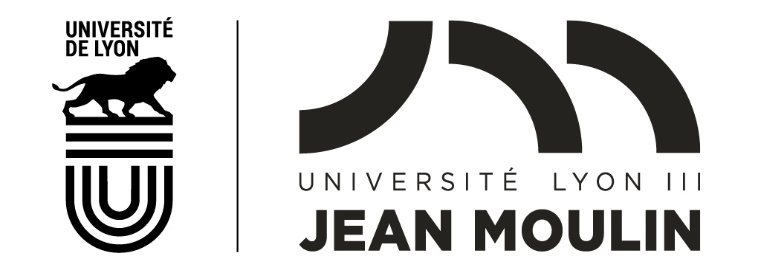 UNIVERSITÉ
DE LYON
UNIVERSITÉ LYON III
JEAN MOULIN